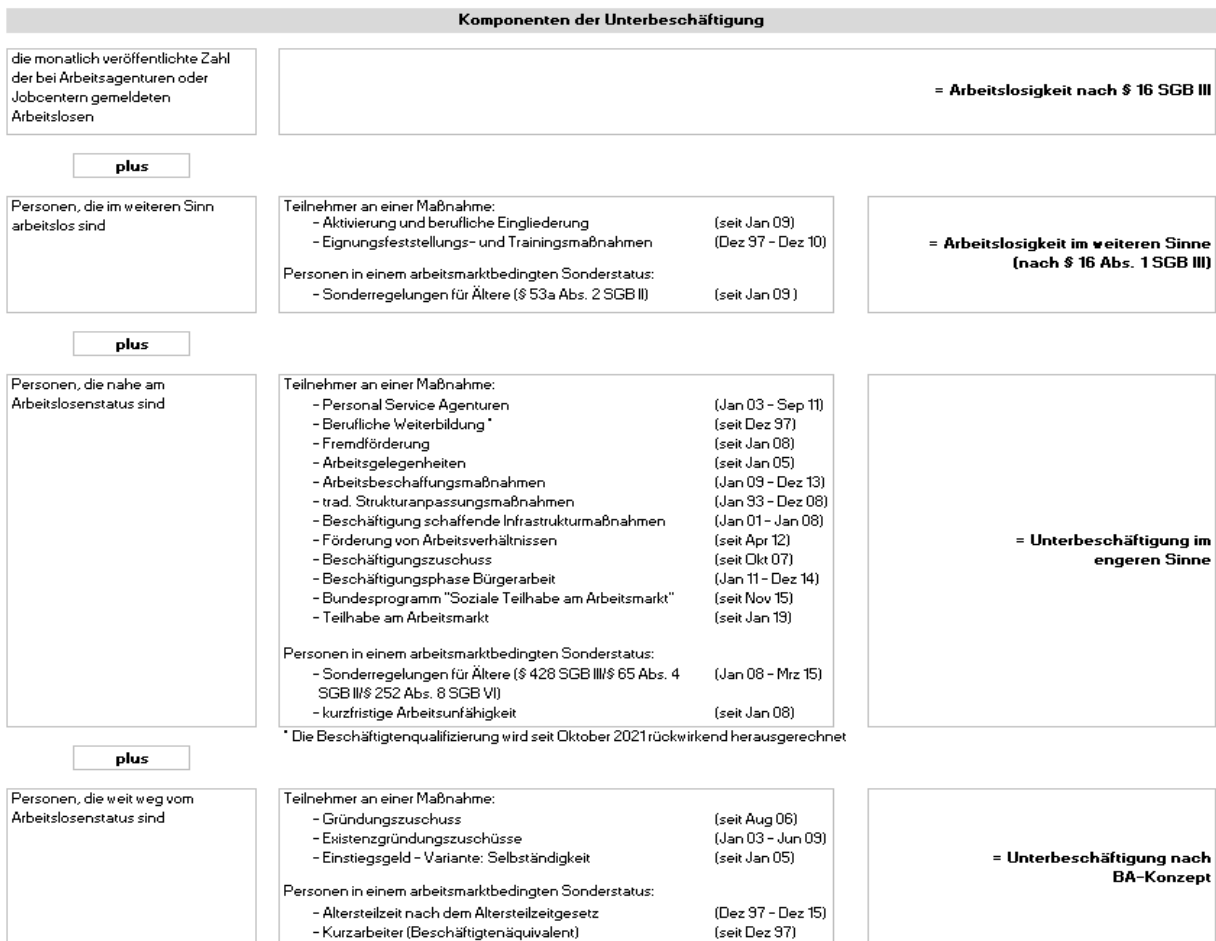 Komponenten der Unterbeschäftigung
die monatlich veröffentlichte Zahl
der bei Arbeitsagenturen oder
Jobcentern gemeldeten
Arbeitslosen
= Arbeitslosigkeit nach § 16 SGB III
plus
Personen, die im weiteren Sinn
arbeitslos sind
Teilnehmer an einer Maßnahme:
- Aktivierung und berufliche Eingliederung (seit Jan 09)
- Eignungsfeststellungs- und Trainingsmaßnahmen (Dez 97 - Dez 10)
Personen in einem arbeitsmarktbedingten Sonderstatus:
- Sonderregelungen für Ältere (§ 53a Abs. 2 SGB II) (seit Jan 09 )
= Arbeitslosigkeit im weiteren Sinne
(nach § 16 Abs. 1 SGB III)
plus
Personen, die nahe am
Arbeitslosenstatus sind
Teilnehmer an einer Maßnahme:
- Personal Service Agenturen (Jan 03 - Sep 11)
- Berufliche Weiterbildung * (seit Dez 97)
- Fremdförderung (seit Jan 08)
- Arbeitsgelegenheiten (seit Jan 05)
- Arbeitsbeschaffungsmaßnahmen (Jan 09 - Dez 13)
- trad. Strukturanpassungsmaßnahmen (Jan 93 - Dez 08)
- Beschäftigung schaffende Infrastrukturmaßnahmen (Jan 01 - Jan 08)
- Förderung von Arbeitsverhältnissen (seit Apr 12)
- Beschäftigungszuschuss (seit Okt 07)
- Beschäftigungsphase Bürgerarbeit (Jan 11 - Dez 14)
- Bundesprogramm "Soziale Teilhabe am Arbeitsmarkt" (seit Nov 15)
- Teilhabe am Arbeitsmarkt (seit Jan 19)
Personen in einem arbeitsmarktbedingten Sonderstatus:
- Sonderregelungen für Ältere (§ 428 SGB III/§ 65 Abs. 4 (Jan 08 - Mrz 15)
SGB II/§ 252 Abs. 8 SGB VI)
- kurzfristige Arbeitsunfähigkeit (seit Jan 08)
= Unterbeschäftigung im
engeren Sinne
* Die Beschäftigtenqualifizierung wird seit Oktober 2021 rückwirkend herausgerechnet
plus
Personen, die weit weg vom
Arbeitslosenstatus sind
Teilnehmer an einer Maßnahme:
- Gründungszuschuss (seit Aug 06)
- Existenzgründungszuschüsse (Jan 03 - Jun 09)
- Einstiegsgeld - Variante: Selbständigkeit (seit Jan 05)
Personen in einem arbeitsmarktbedingten Sonderstatus:
- Altersteilzeit nach dem Altersteilzeitgesetz (Dez 97 - Dez 15)
- Kurzarbeiter (Beschäftigtenäquivalent) (seit Dez 97)
= Unterbeschäftigung nach
BA-Konzept